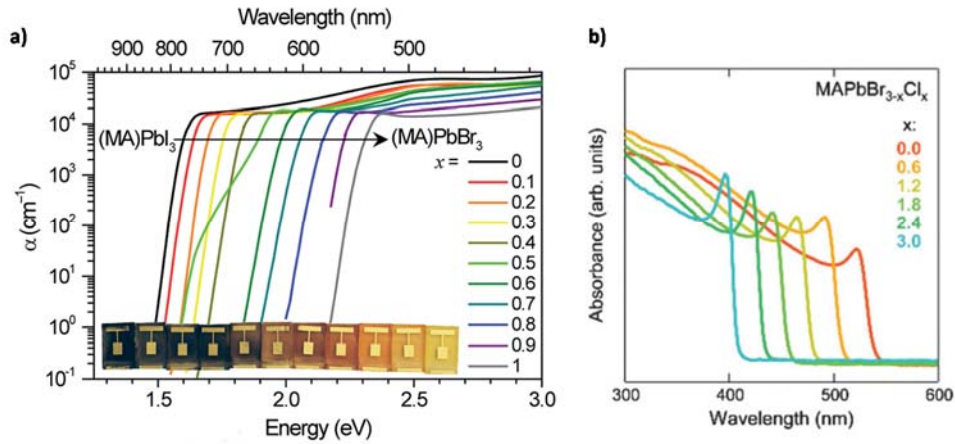 a)
Wavelength (nm)
900 800 700 600 500
10⁵
10⁴
10³
10²
10¹
10⁰
10⁻¹
α (cm⁻¹)
(MA)PbI₃
(MA)PbBr₃
x =
0
0.1
0.2
0.3
0.4
0.5
0.6
0.7
0.8
0.9
1
1.5 2.0 2.5 3.0
Energy (eV)
b)
MAPbBr₃₋ₓClₓ
x:
0.0
0.6
1.2
1.8
2.4
3.0
Absorbance (arb. units)
300 400 500 600
Wavelength (nm)